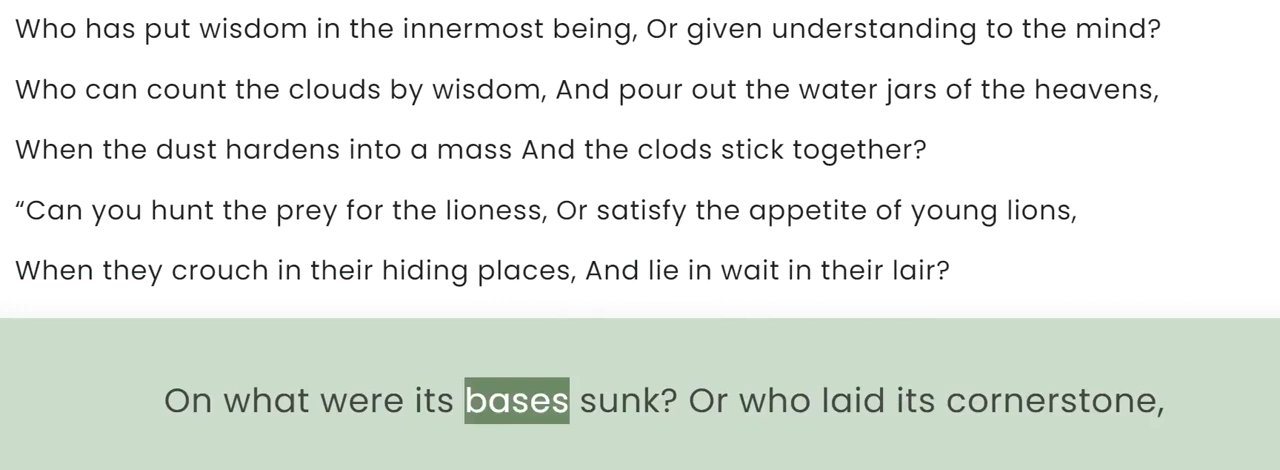 Who has put wisdom in the innermost being, Or given understanding to the mind?
Who can count the clouds by wisdom, And pour out the water jars of the heavens,
When the dust hardens into a mass And the clods stick together?
“Can you hunt the prey for the lioness, Or satisfy the appetite of young lions,
When they crouch in their hiding places, And lie in wait in their lair?
On what were its bases sunk? Or who laid its cornerstone,